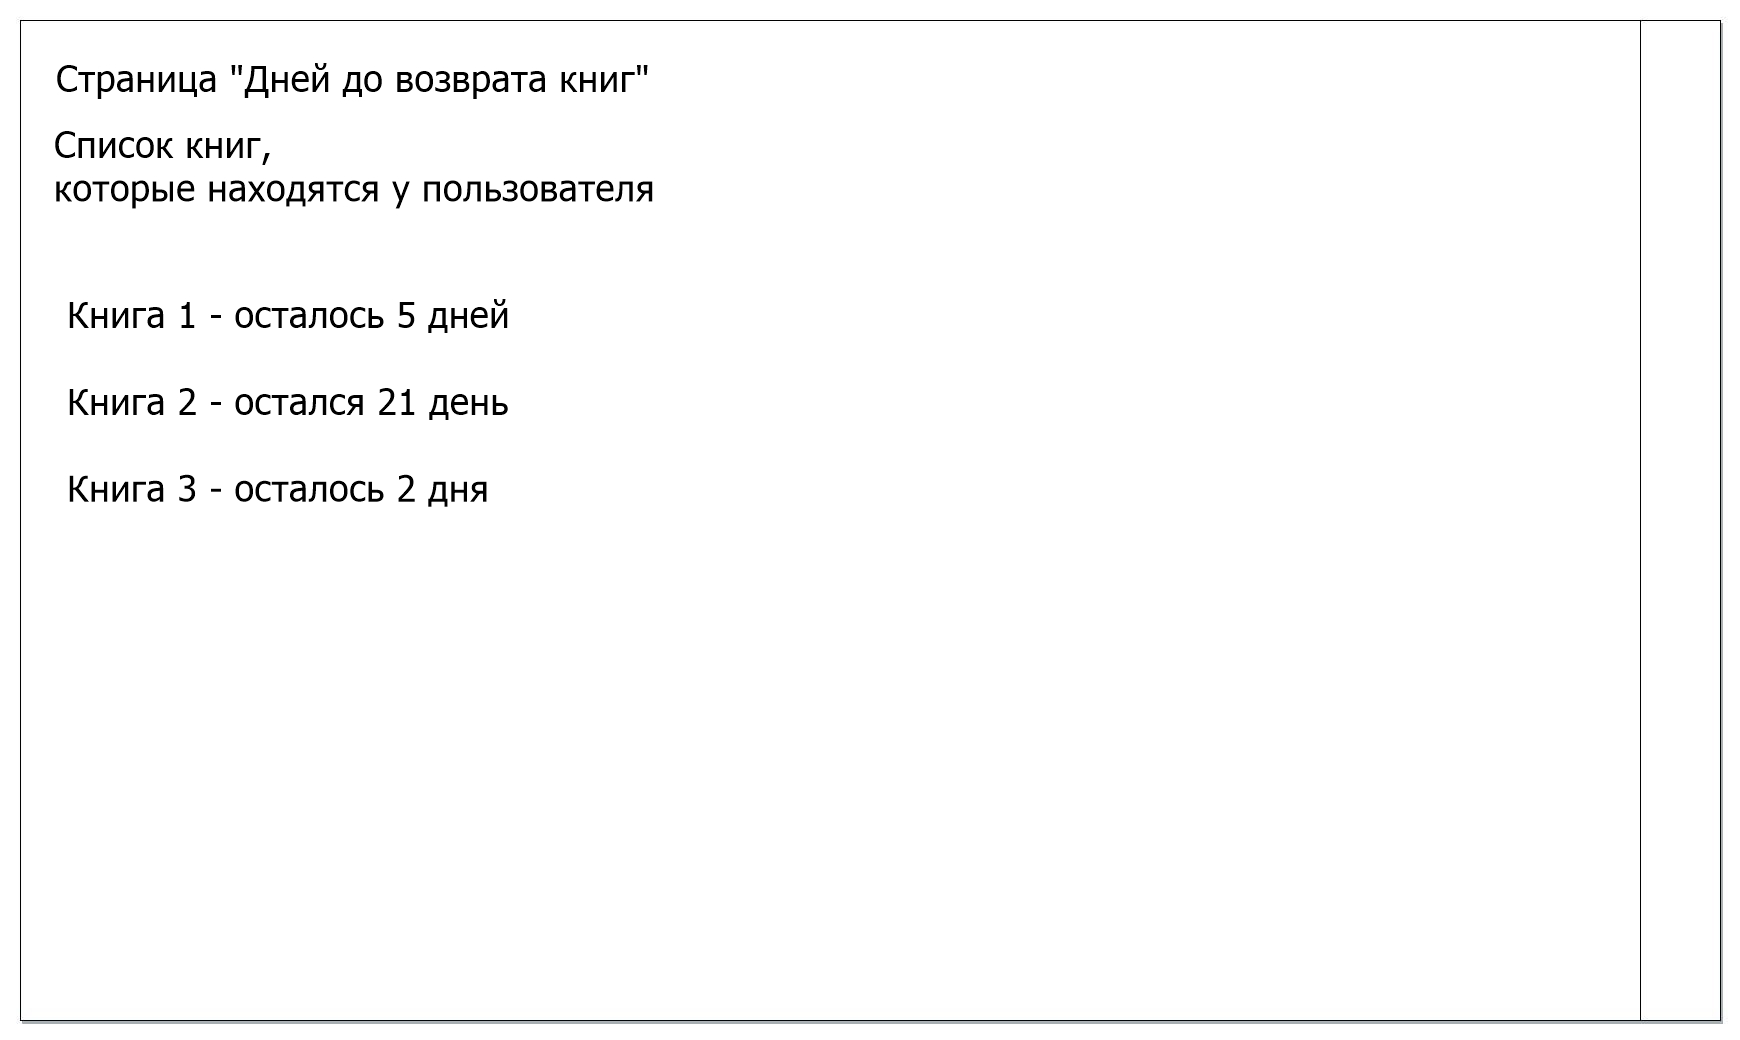 Страница "Дней до возврата книг"
Список книг,
которые находятся у пользователя
Книга 1 - осталось 5 дней
Книга 2 - остался 21 день
Книга 3 - осталось 2 дня